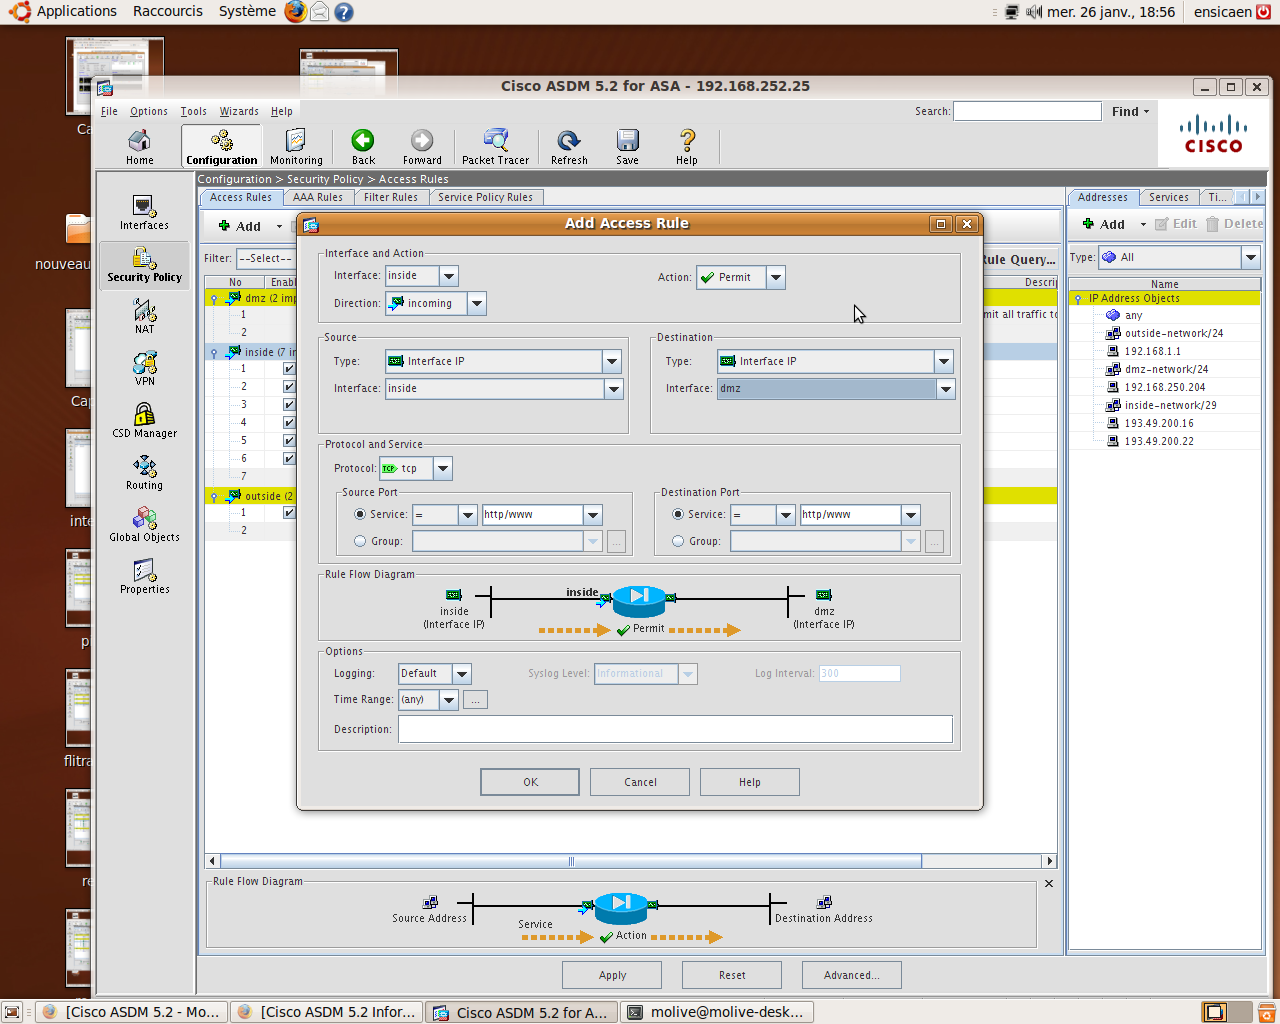 Applications Raccourcis Système ? mer. 26 janv., 18:56 ensicaen
Cisco ASDM 5.2 for ASA - 192.168.252.25
File Options Tools Wizards Help Search: Find
Home Configuration Monitoring Back Forward Packet Tracer Refresh Save Help
CISCO
Configuration > Security Policy > Access Rules
Interfaces
Security Policy
NAT
VPN
CSD Manager
Routing
Global Objects
Properties
Access Rules AAA Rules Filter Rules Service Policy Rules
Add
Filter: --Select-- Rule Query...
No Enabl Descri
dmz (2 imp
1 mit all traffic to
2
inside (7 in
1
2
3
4
5
6
7
outside (2
1
2
Add Access Rule
Interface and Action
Interface: inside Action: Permit
Direction: incoming
Source Destination
Type: Interface IP Type: Interface IP
Interface: inside Interface: dmz
Protocol and Service
Protocol: TCP tcp
Source Port Destination Port
Service: = http/www Service: = http/www
Group: ... Group: ...
Rule Flow Diagram
inside
inside dmz
(Interface IP) (Interface IP)
Permit
Options
Logging: Default Syslog Level: Informational Log Interval: 300
Time Range: (any) ...
Description:
OK Cancel Help
Rule Flow Diagram
Source Address Destination Address
Service
Action
Apply Reset Advanced...
Addresses Services Ti...
Add Edit Delete
Type: All
Name
IP Address Objects
any
outside-network/24
192.168.1.1
dmz-network/24
192.168.250.204
inside-network/29
193.49.200.16
193.49.200.22
Ca
nouveau
Cap
inte
p
flitra
re
[Cisco ASDM 5.2 - Mo... [Cisco ASDM 5.2 Infor... Cisco ASDM 5.2 for A... molive@molive-desk...